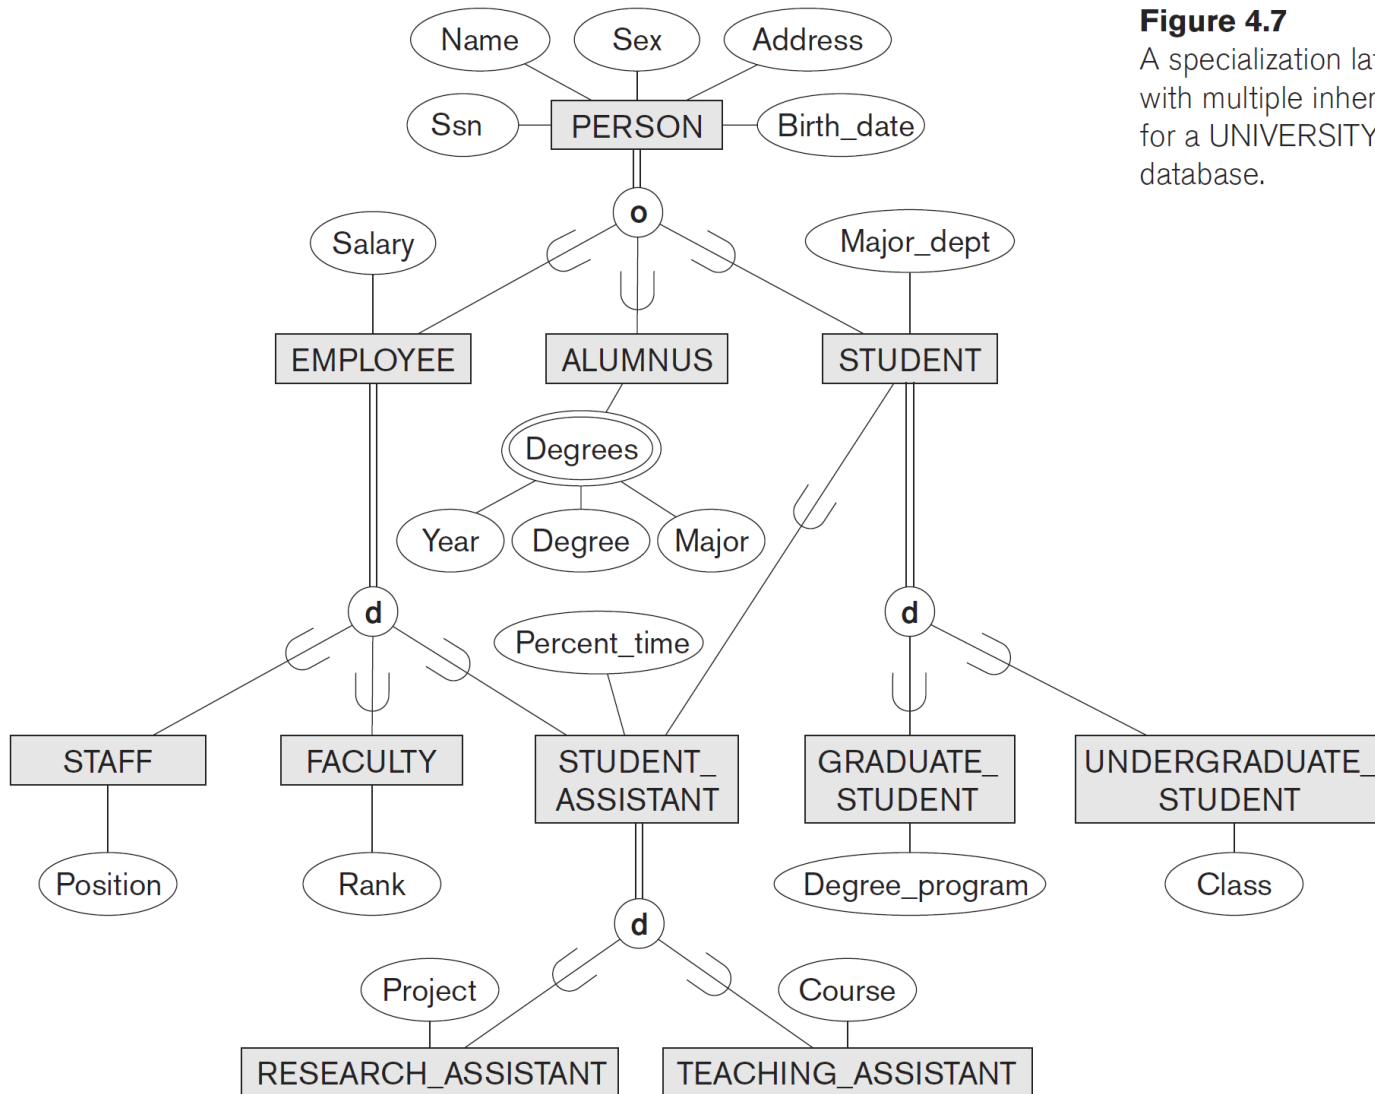 Figure 4.7
A specialization
with multiple
for a UNIVERSITY
database.
Name
Sex
Address
Ssn
PERSON
Birth_date
o
Salary
Major_dept
EMPLOYEE
ALUMNUS
STUDENT
Degrees
Year
Degree
Major
d
d
Percent_time
STAFF
FACULTY
STUDENT_
ASSISTANT
GRADUATE_
STUDENT
UNDERGRADUATE_
STUDENT
Position
Rank
Degree_program
Class
d
Project
Course
RESEARCH_ASSISTANT
TEACHING_ASSISTANT